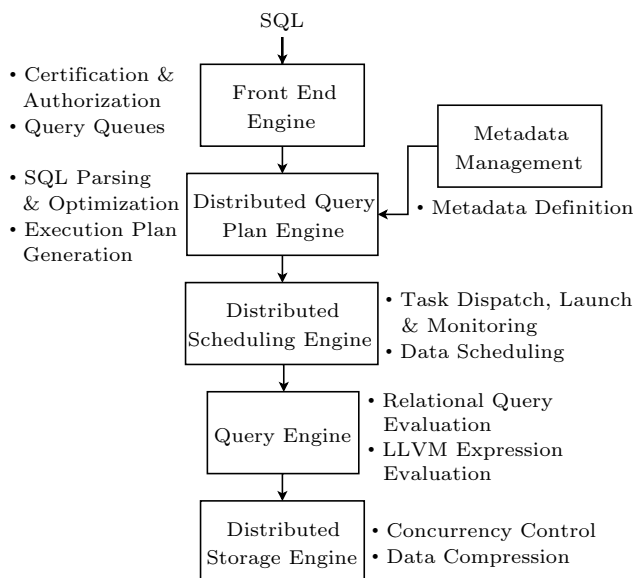 SQL
• Certification &
Authorization
• Query Queues
Front End
Engine
Metadata
Management
• SQL Parsing
& Optimization
• Execution Plan
Generation
Distributed Query
Plan Engine
• Metadata Definition
Distributed
Scheduling Engine
• Task Dispatch, Launch
& Monitoring
• Data Scheduling
Query Engine
• Relational Query
Evaluation
• LLVM Expression
Evaluation
Distributed
Storage Engine
• Concurrency Control
• Data Compression